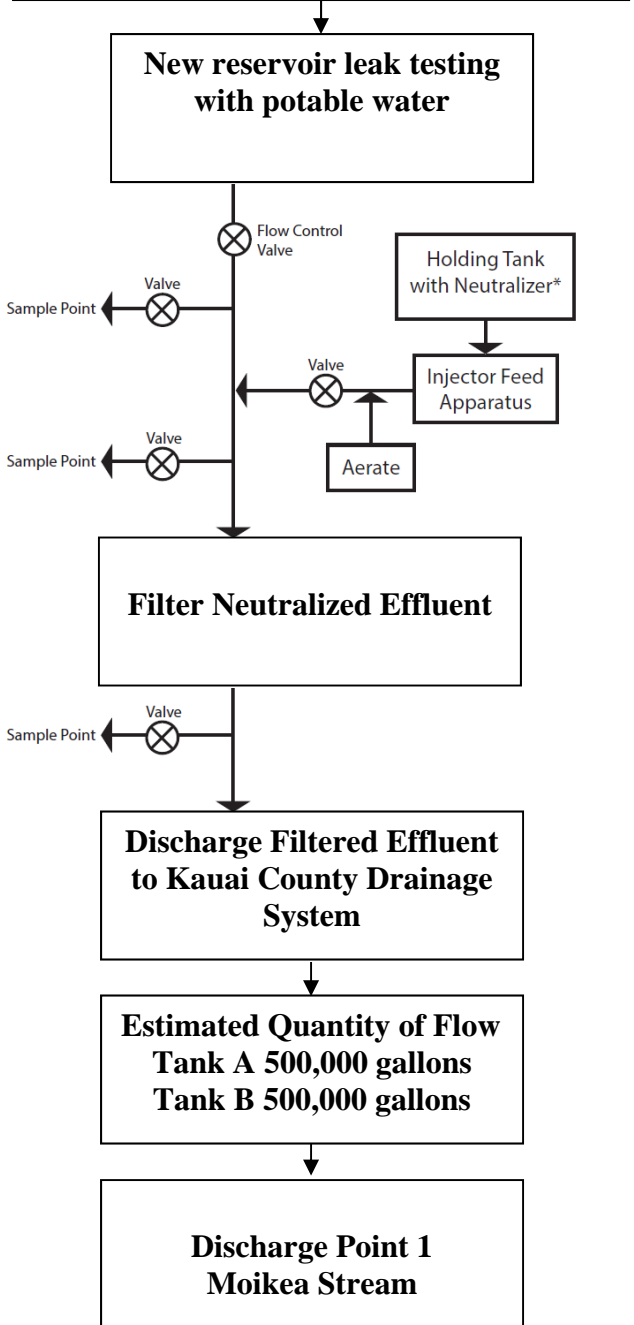 New reservoir leak testing
with potable water
Flow Control
Valve
Holding Tank
with Neutralizer*
Valve
Sample Point
Valve
Injector Feed
Apparatus
Valve
Sample Point
Aerate
Filter Neutralized Effluent
Valve
Sample Point
Discharge Filtered Effluent
to Kauai County Drainage
System
Estimated Quantity of Flow
Tank A 500,000 gallons
Tank B 500,000 gallons
Discharge Point 1
Moikea Stream